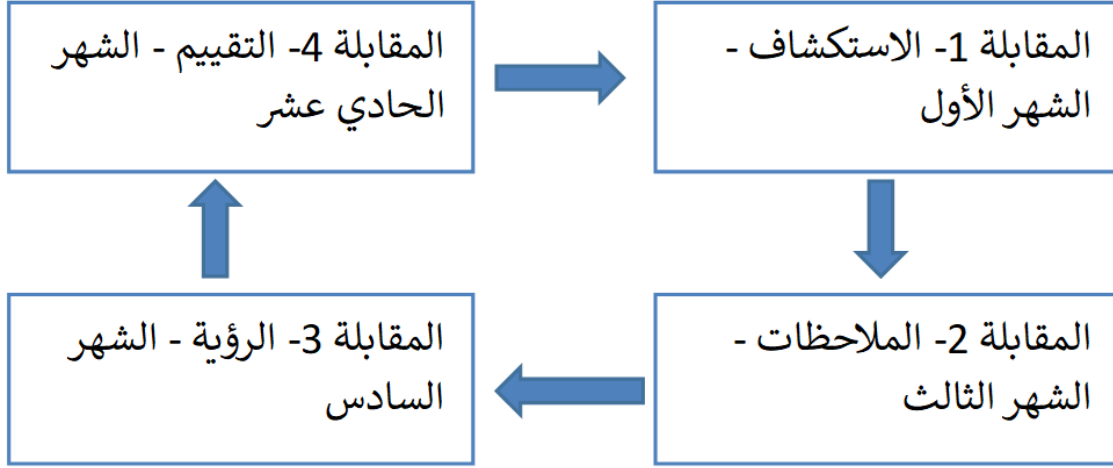 المقابلة 1- الاستكشاف -
الشهر الأول
المقابلة 2- الملاحظات -
الشهر الثالث
المقابلة 3- الرؤية - الشهر
السادس
المقابلة 4- التقييم - الشهر
الحادي عشر